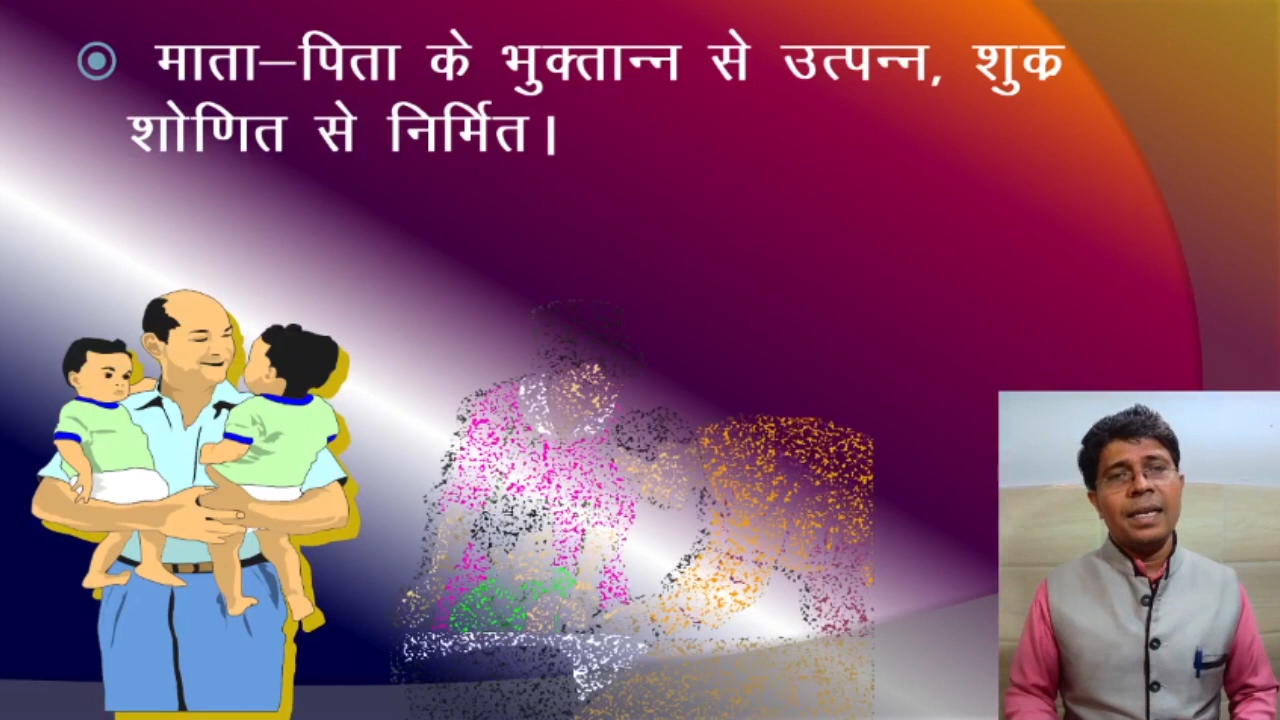 माता–पिता के भुक्तान्न से उत्पन्न, शुक्र
शोणित से निर्मित।